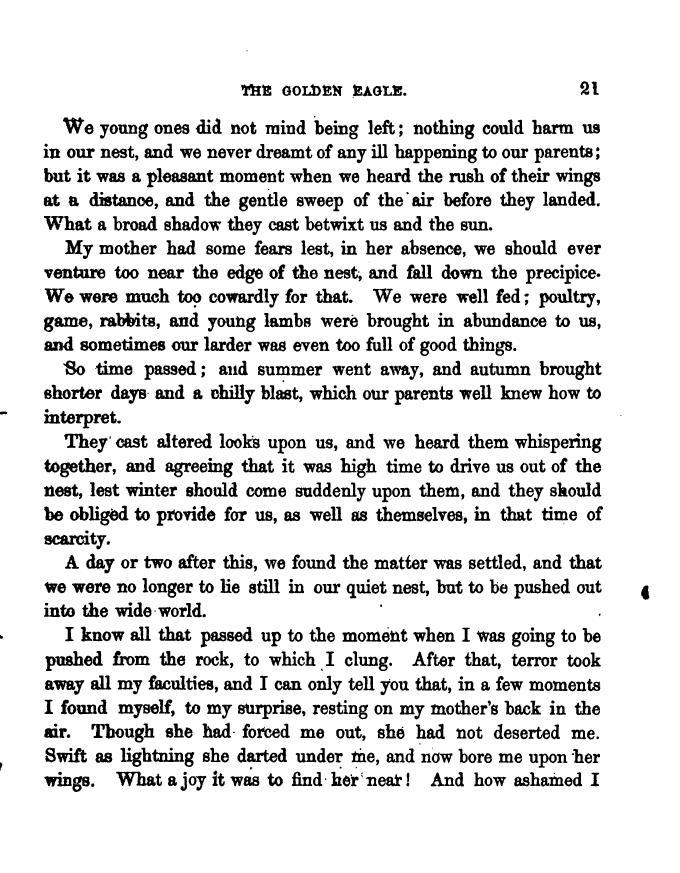 THE GOLDEN EAGLE. 21
We young ones did not mind being left; nothing could harm us
in our nest, and we never dreamt of any ill happening to our parents;
but it was a pleasant moment when we heard the rush of their wings
at a distance, and the gentle sweep of the air before they landed.
What a broad shadow they cast betwixt us and the sun.
My mother had some fears lest, in her absence, we should ever
venture too near the edge of the nest, and fall down the precipice.
We were much too cowardly for that. We were well fed; poultry,
game, rabbits, and young lambs were brought in abundance to us,
and sometimes our larder was even too full of good things.
So time passed; and summer went away, and autumn brought
shorter days and a chilly blast, which our parents well knew how to
interpret.
They cast altered looks upon us, and we heard them whispering
together, and agreeing that it was high time to drive us out of the
nest, lest winter should come suddenly upon them, and they should
be obliged to provide for us, as well as themselves, in that time of
scarcity.
A day or two after this, we found the matter was settled, and that
we were no longer to lie still in our quiet nest, but to be pushed out
into the wide world.
I know all that passed up to the moment when I was going to be
pushed from the rock, to which I clung. After that, terror took
away all my faculties, and I can only tell you that, in a few moments
I found myself, to my surprise, resting on my mother's back in the
air. Though she had forced me out, she had not deserted me.
Swift as lightning she darted under me, and now bore me upon her
wings. What a joy it was to find her near! And how ashamed I